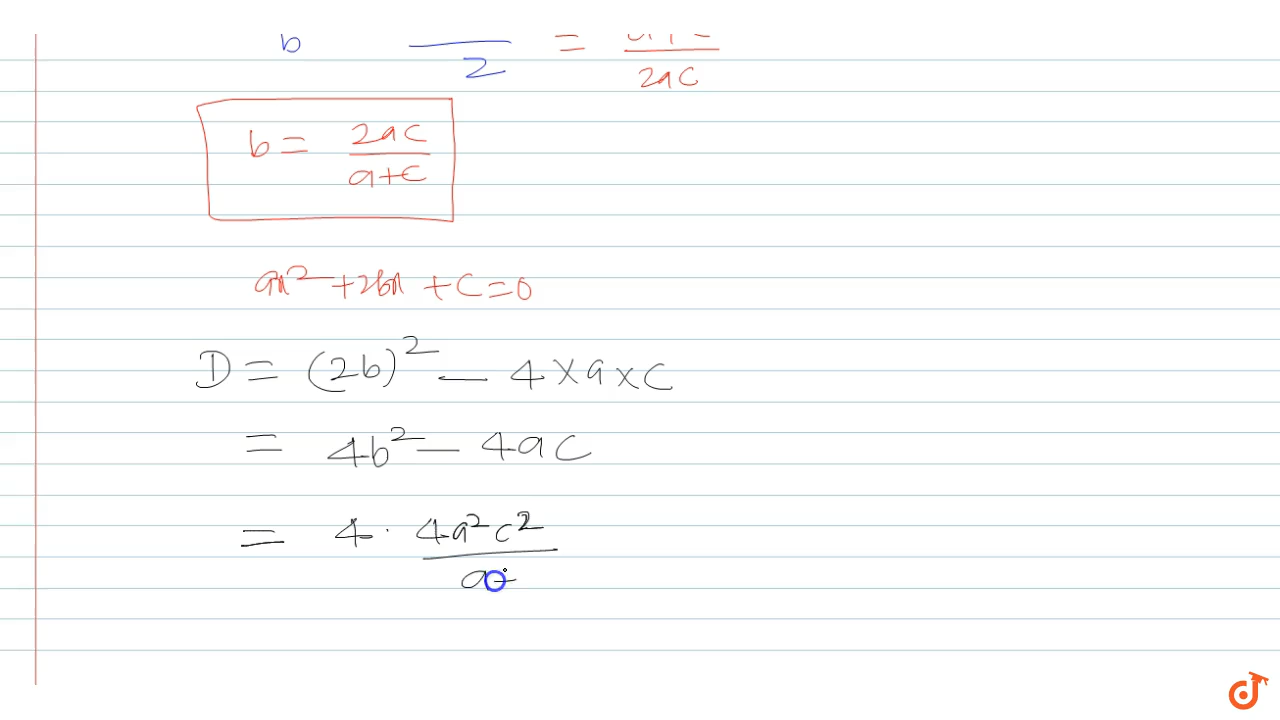 b   ―/2 = /2ac
b = 2ac/a+c
ax² + 2bx + c = 0
D = (2b)² – 4 × a × c
= 4b² – 4ac
= 4 · 4a²c²/a+